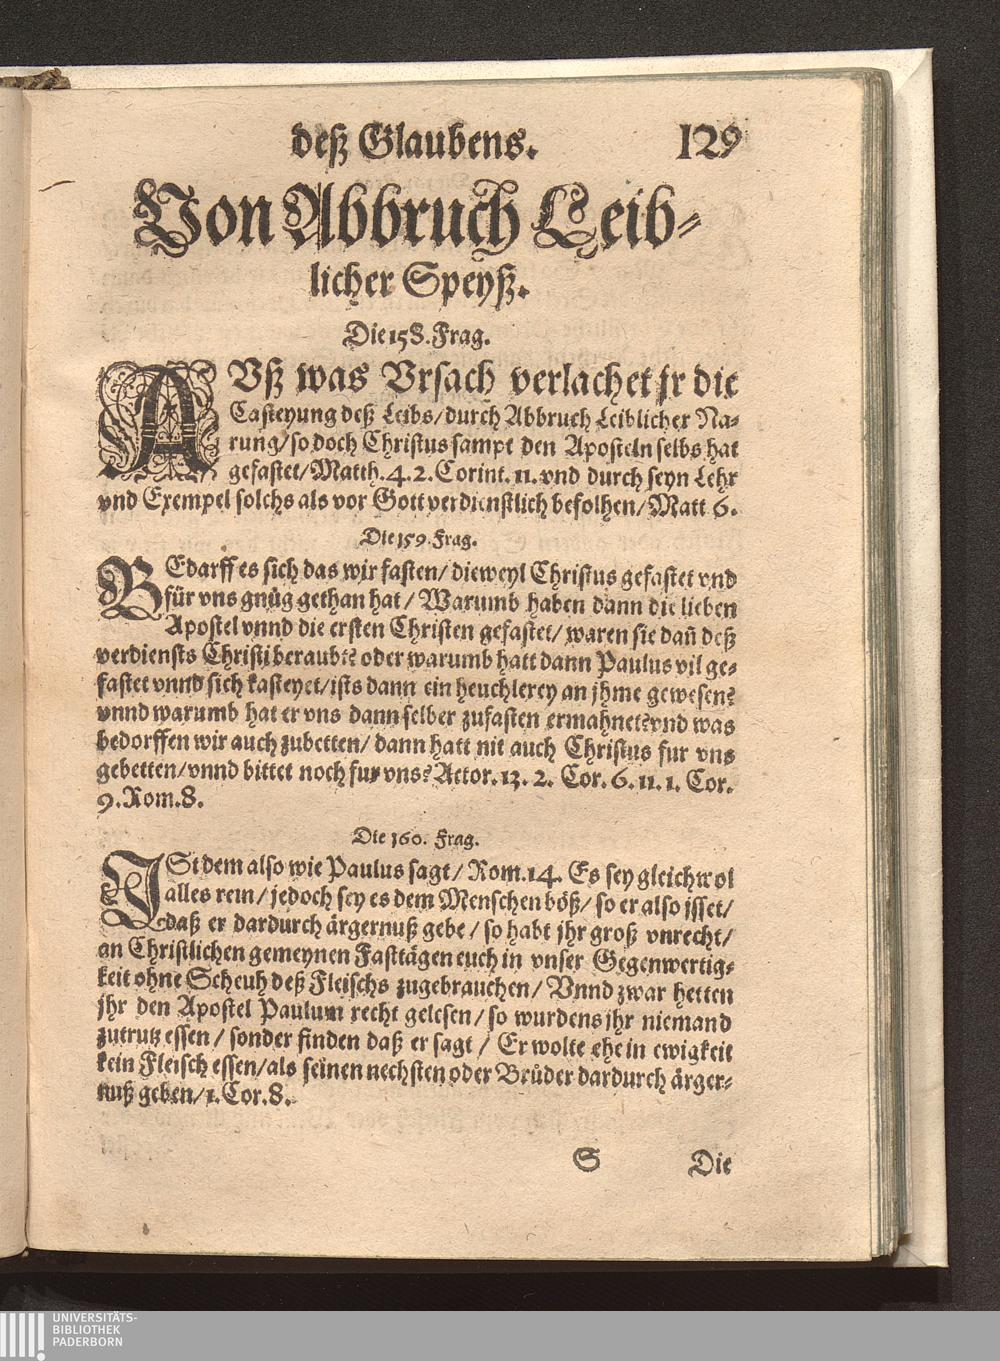 deß Glaubens. 129
Von Abbruch Leib-
licher Speyß.
Die 158. Frag.
AVß was Vrsach verlachet jr die
Casteyung deß Leibs/durch Abbruch Leiblicher Na-
rung/so doch Christus sampt den Aposteln selbs hat
gefastet/Matth.4.2.Corint.11.vnd durch seyn Lehr
vnd Exempel solchs als vor Gott verdienstlich befolhen/Matt 6.
Die 159. Frag.
BEdarff es sich das wir fasten/dieweyl Christus gefastet vnd
für vns gnůg gethan hat/Warumb haben dann die lieben
Apostel vnnd die ersten Christen gefastet/waren sie dañ deß
verdiensts Christi beraubt? oder warumb hatt dann Paulus vil ge-
fastet vnnd sich kasteyet/ists dann ein heuchlerey an jhme gewesen?
vnnd warumb hat er vns dann selber zufasten ermahnet?vnd was
bedorffen wir auch zubetten/dann hatt nit auch Christus fur vns
gebetten/vnnd bittet noch fur vns? Actor.13. 2. Cor. 6. 11. 1. Cor.
9. Rom.8.
Die 160. Frag.
ISt dem also wie Paulus sagt/Rom.14. Es sey gleichwol
alles rein/jedoch sey es dem Menschen böß/so er also jsset/
daß er dardurch ärgernuß gebe/so habt jhr groß vnrecht/
an Christlichen gemeynen Fasttägen euch in vnser Gegenwertig-
keit ohne Scheuh deß Fleischs zugebrauchen/Vnnd zwar hetten
jhr den Apostel Paulum recht gelesen/so wurdens jhr niemand
zutrutz essen/sonder finden daß er sagt/Er wolte ehe in ewigkeit
kein Fleisch essen/als seinen nechsten oder Brůder dardurch ärger-
nuß geben/1.Cor.8.
S Die
UNIVERSITÄTS-
BIBLIOTHEK
PADERBORN